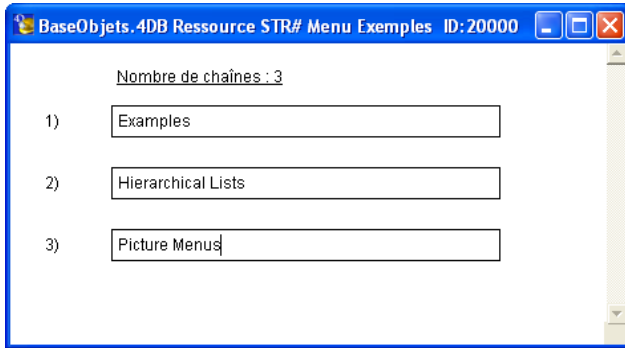 BaseObjets.4DB Ressource STR# Menu Exemples ID:20000
Nombre de chaînes : 3
1) Examples
2) Hierarchical Lists
3) Picture Menus